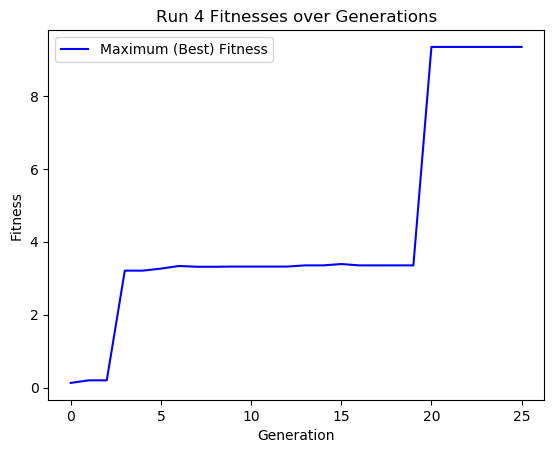 Run 4 Fitnesses over Generations
Maximum (Best) Fitness
Fitness
8
6
4
2
0
0 5 10 15 20 25
Generation